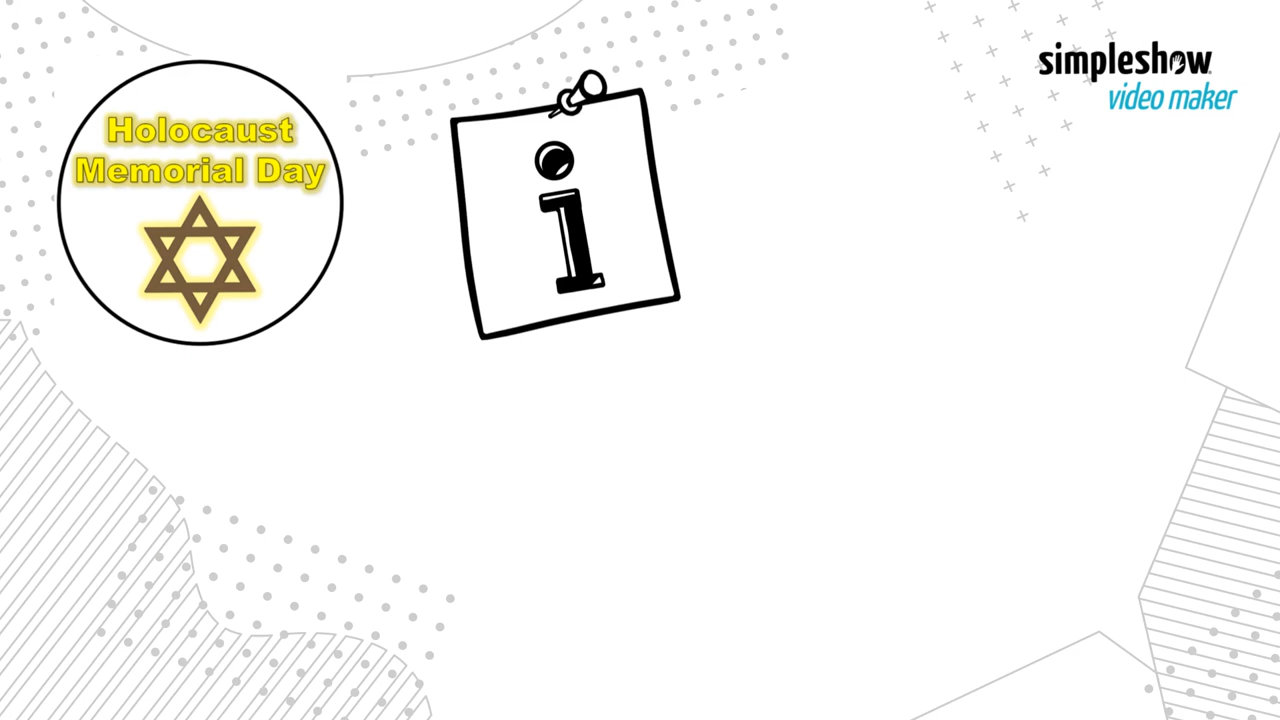 Holocaust
Memorial Day
i
simpleshow
video maker